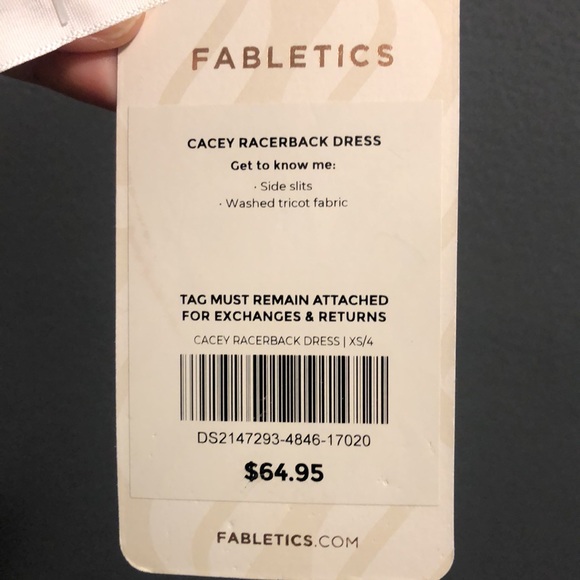 FABLETICS
CACEY RACERBACK DRESS
Get to know me:
· Side slits
· Washed tricot fabric
TAG MUST REMAIN ATTACHED
FOR EXCHANGES & RETURNS
CACEY RACERBACK DRESS | XS/4
DS2147293-4846-17020
$64.95
FABLETICS.COM